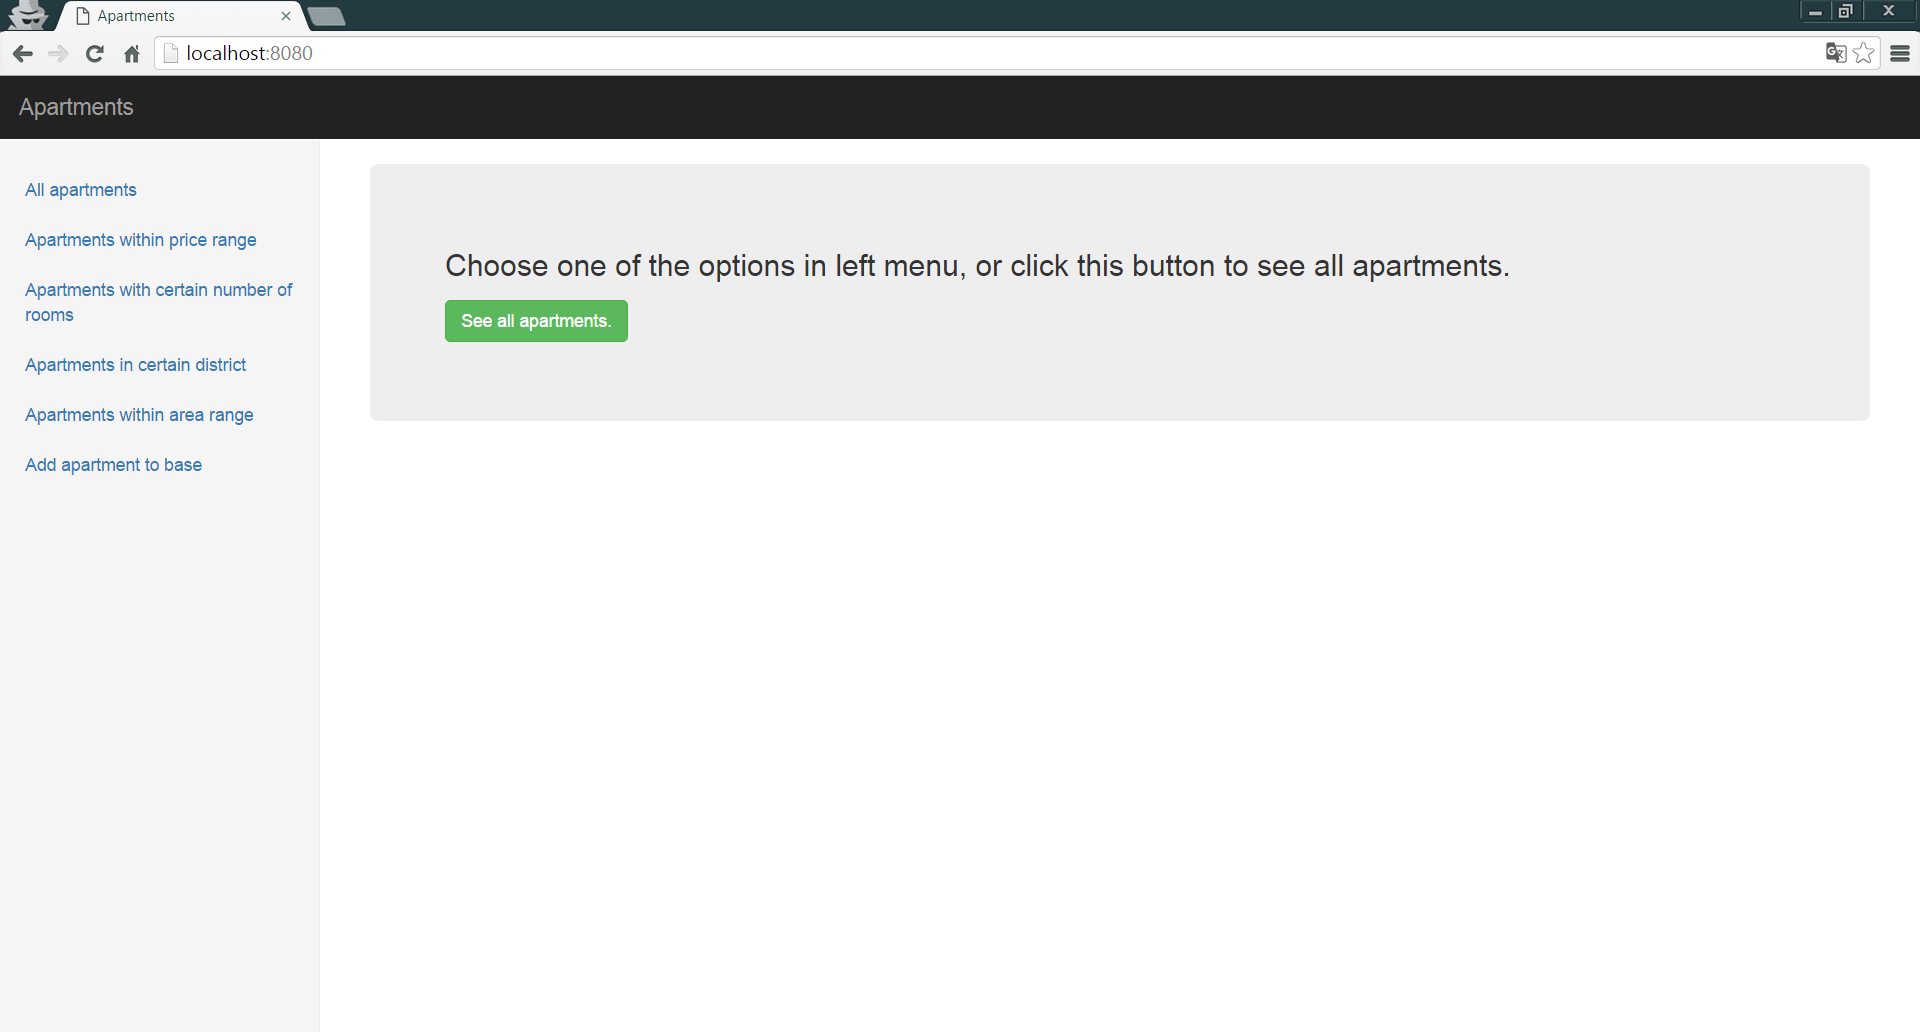 Apartments
localhost:8080
Apartments
All apartments
Apartments within price range
Apartments with certain number of
rooms
Apartments in certain district
Apartments within area range
Add apartment to base
Choose one of the options in left menu, or click this button to see all apartments.
See all apartments.